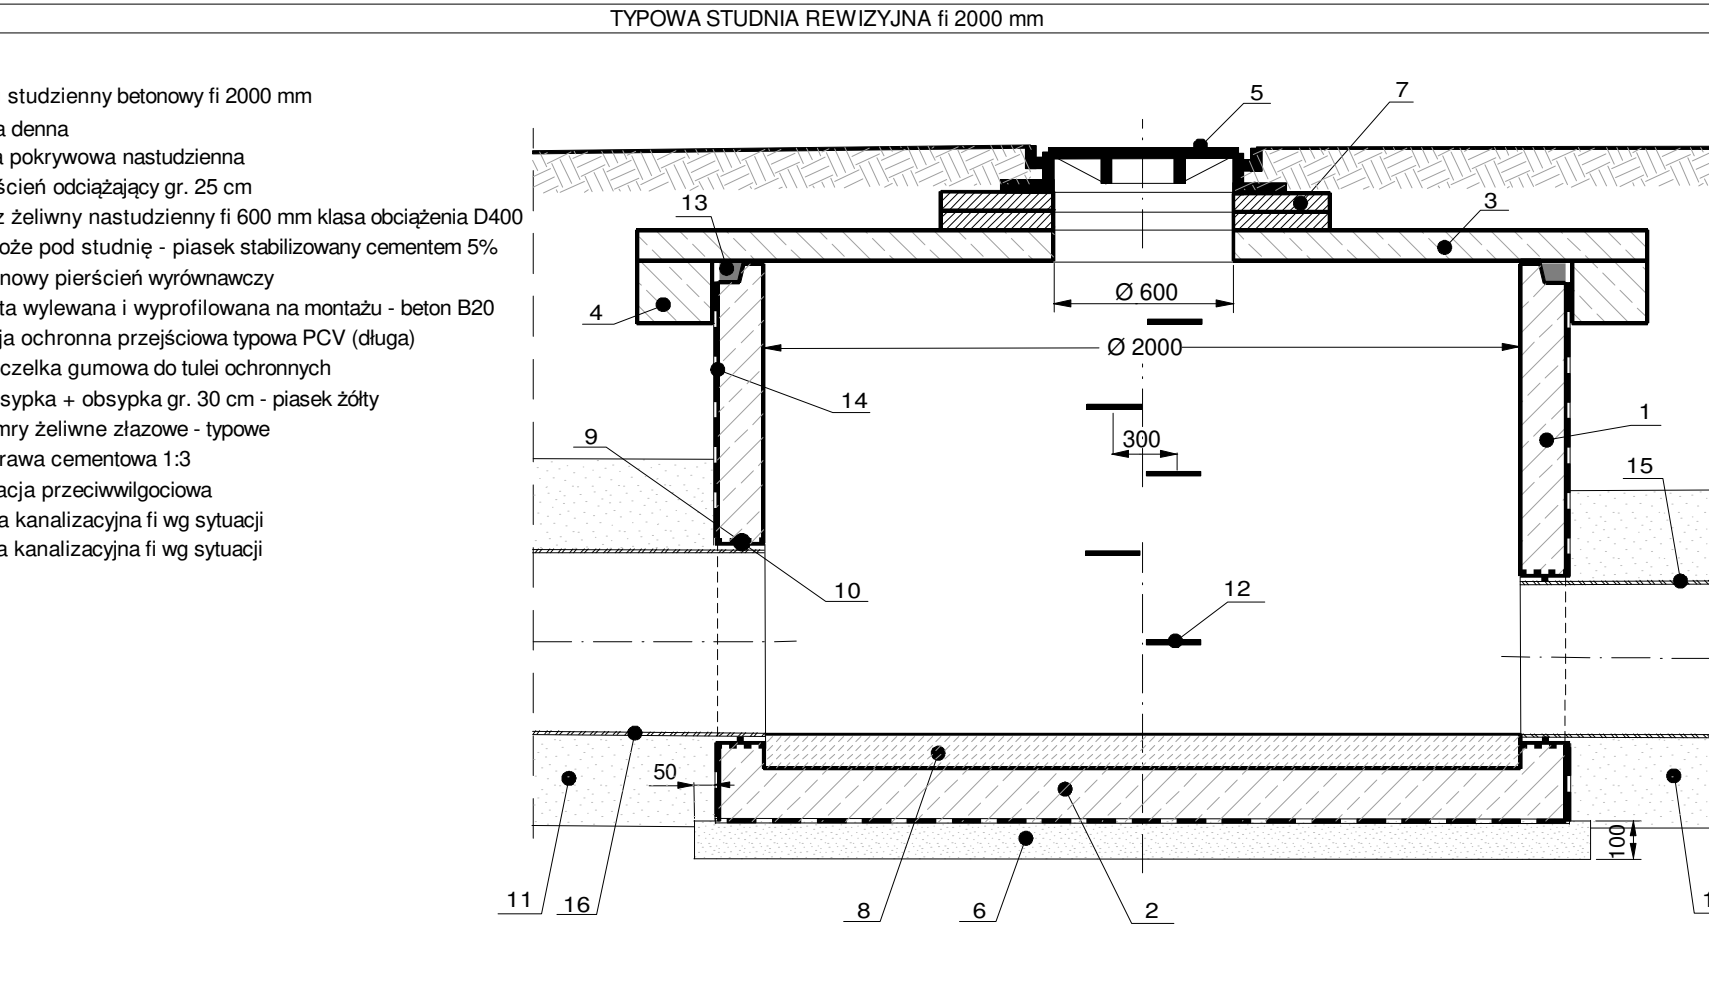 TYPOWA STUDNIA REWIZYJNA fi 2000 mm
studzienny betonowy fi 2000 mm
a denna
a pokrywowa nastudzienna
ścień odciążający gr. 25 cm
z żeliwny nastudzienny fi 600 mm klasa obciążenia D400
oże pod studnię - piasek stabilizowany cementem 5%
nowy pierścień wyrównawczy
ta wylewana i wyprofilowana na montażu - beton B20
ja ochronna przejściowa typowa PCV (długa)
czelka gumowa do tulei ochronnych
sypka + obsypka gr. 30 cm - piasek żółty
mry żeliwne złazowe - typowe
rawa cementowa 1:3
acja przeciwwilgociowa
a kanalizacyjna fi wg sytuacji
a kanalizacyjna fi wg sytuacji
5
7
13
3
4
Ø 600
Ø 2000
14
1
9
300
15
10
12
50
100
11
16
8
6
2
1